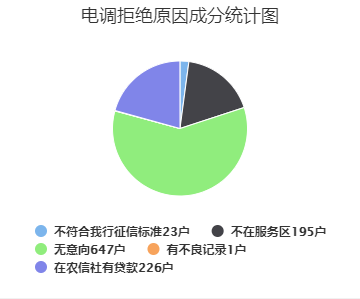 电调拒绝原因成分统计图
不符合我行征信标准23户 不在服务区195户
无意向647户 有不良记录1户
在农信社有贷款226户